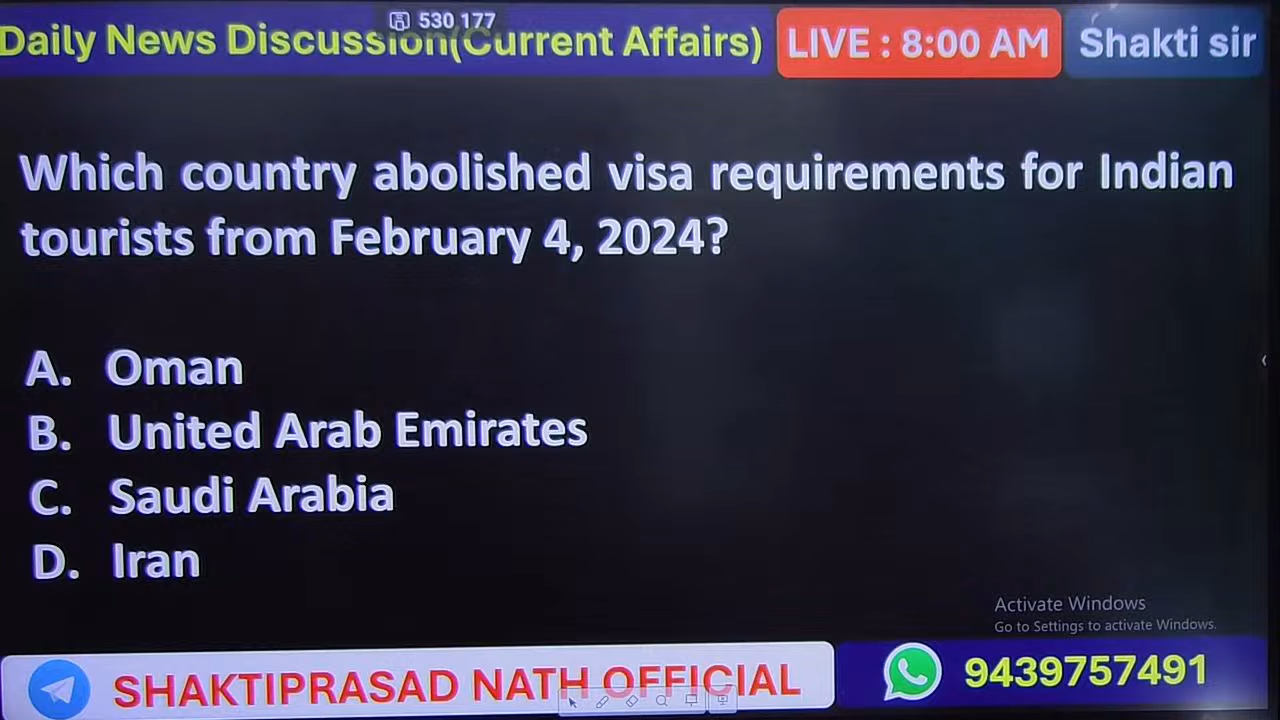 530 177
Daily News Discussion(Current Affairs)
LIVE : 8:00 AM
Shakti sir
Which country abolished visa requirements for Indian
tourists from February 4, 2024?
A. Oman
B. United Arab Emirates
C. Saudi Arabia
D. Iran
Activate Windows
Go to Settings to activate Windows.
SHAKTIPRASAD NATH OFFICIAL
9439757491